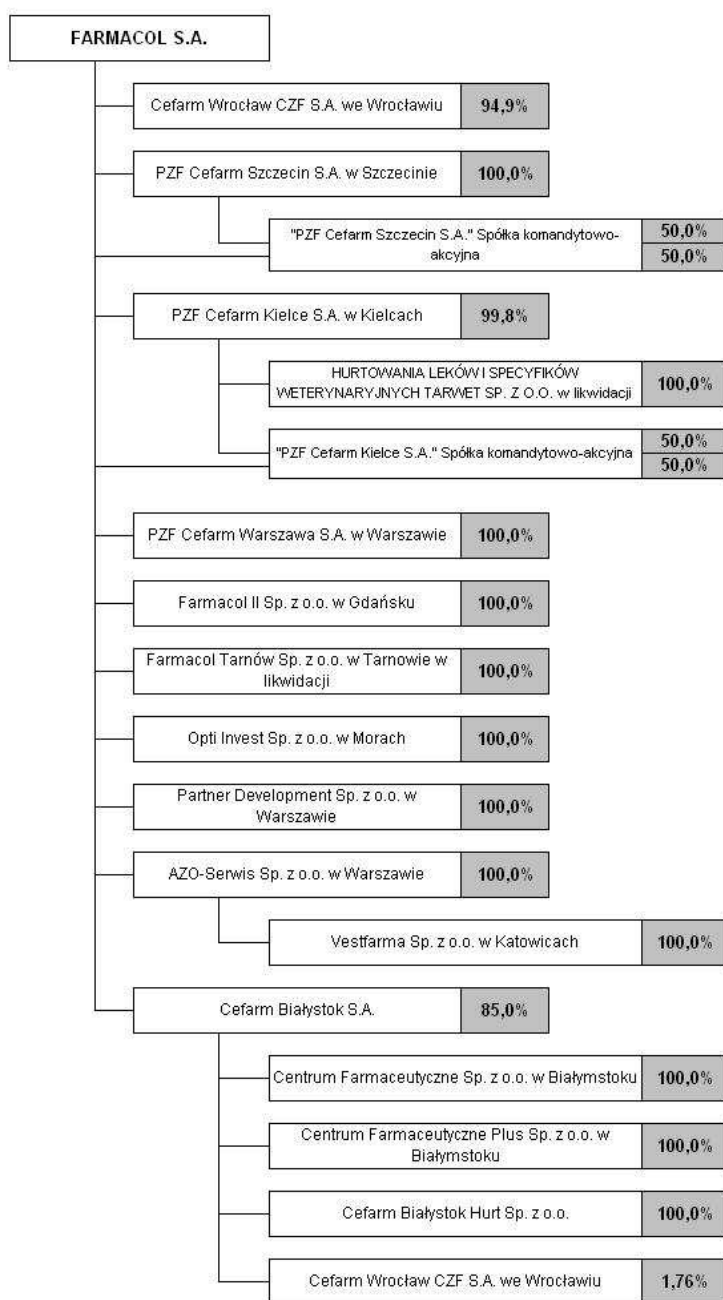 FARMACOL S.A.
Cefarm Wrocław CZF S.A. we Wrocławiu
94,9%
PZF Cefarm Szczecin S.A. w Szczecinie
100,0%
"PZF Cefarm Szczecin S.A." Spółka komandytowo-
akcyjna
50,0%
50,0%
PZF Cefarm Kielce S.A. w Kielcach
99,8%
HURTOWANIA LEKÓW I SPECYFIKÓW
WETERYNARYJNYCH TARWET SP. Z O.O. w likwidacji
100,0%
"PZF Cefarm Kielce S.A." Spółka komandytowo-akcyjna
50,0%
50,0%
PZF Cefarm Warszawa S.A. w Warszawie
100,0%
Farmacol II Sp. z o.o. w Gdańsku
100,0%
Farmacol Tarnów Sp. z o.o. w Tarnowie w
likwidacji
100,0%
Opti Invest Sp. z o.o. w Morach
100,0%
Partner Development Sp. z o.o. w
Warszawie
100,0%
AZO-Serwis Sp. z o.o. w Warszawie
100,0%
Vestfarma Sp. z o.o. w Katowicach
100,0%
Cefarm Białystok S.A.
85,0%
Centrum Farmaceutyczne Sp. z o.o. w Białymstoku
100,0%
Centrum Farmaceutyczne Plus Sp. z o.o. w
Białymstoku
100,0%
Cefarm Białystok Hurt Sp. z o.o.
100,0%
Cefarm Wrocław CZF S.A. we Wrocławiu
1,76%